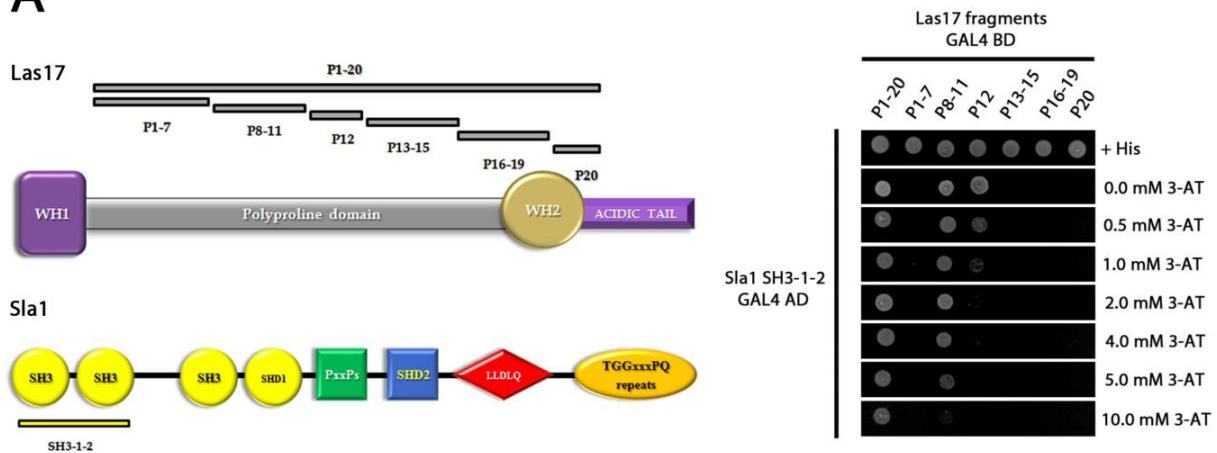 A
Las17
P1-20
P1-7
P8-11
P12
P13-15
P16-19
P20
WH1
Polyproline domain
WH2
ACIDIC TAIL
Sla1
SH3
SH3
SH3
SHD1
PxxPs
SHD2
LLDLQ
TGGxxxPQ
repeats
SH3-1-2
Las17 fragments
GAL4 BD
P1-20
P1-7
P8-11
P12
P13-15
P16-19
P20
Sla1 SH3-1-2
GAL4 AD
+ His
0.0 mM 3-AT
0.5 mM 3-AT
1.0 mM 3-AT
2.0 mM 3-AT
4.0 mM 3-AT
5.0 mM 3-AT
10.0 mM 3-AT